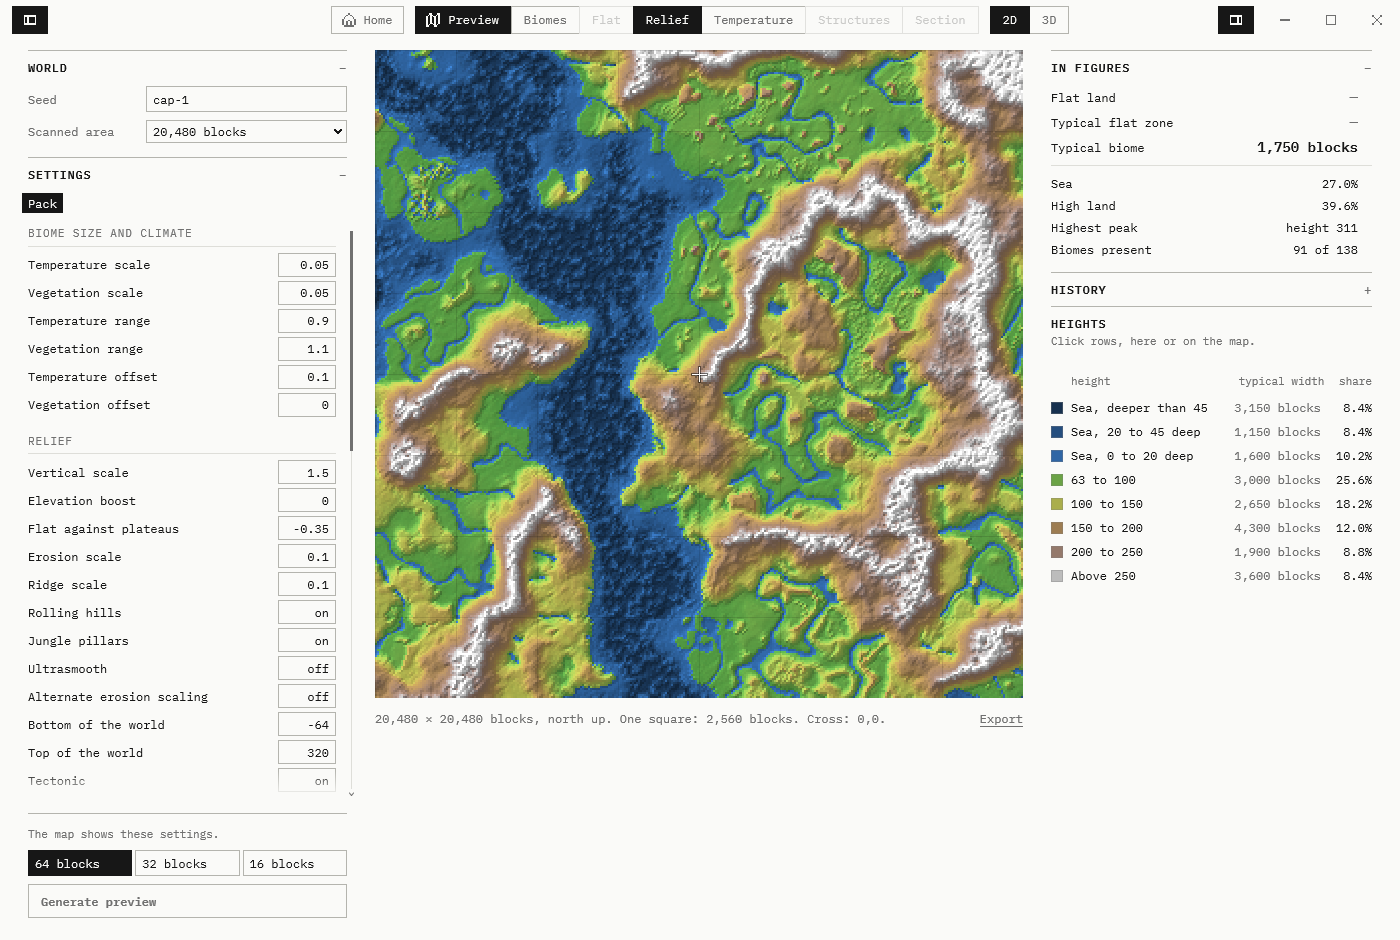 Home Preview Biomes Flat Relief Temperature Structures Section 2D 3D
WORLD
Seed cap-1
Scanned area 20,480 blocks
SETTINGS
Pack
BIOME SIZE AND CLIMATE
Temperature scale 0.05
Vegetation scale 0.05
Temperature range 0.9
Vegetation range 1.1
Temperature offset 0.1
Vegetation offset 0
RELIEF
Vertical scale 1.5
Elevation boost 0
Flat against plateaus -0.35
Erosion scale 0.1
Ridge scale 0.1
Rolling hills on
Jungle pillars on
Ultrasmooth off
Alternate erosion scaling off
Bottom of the world -64
Top of the world 320
Tectonic on
The map shows these settings.
64 blocks 32 blocks 16 blocks
Generate preview
20,480 × 20,480 blocks, north up. One square: 2,560 blocks. Cross: 0,0. Export
IN FIGURES
Flat land —
Typical flat zone —
Typical biome 1,750 blocks
Sea 27.0%
High land 39.6%
Highest peak height 311
Biomes present 91 of 138
HISTORY
HEIGHTS
Click rows, here or on the map.
height typical width share
Sea, deeper than 45 3,150 blocks 8.4%
Sea, 20 to 45 deep 1,150 blocks 8.4%
Sea, 0 to 20 deep 1,600 blocks 10.2%
63 to 100 3,000 blocks 25.6%
100 to 150 2,650 blocks 18.2%
150 to 200 4,300 blocks 12.0%
200 to 250 1,900 blocks 8.8%
Above 250 3,600 blocks 8.4%